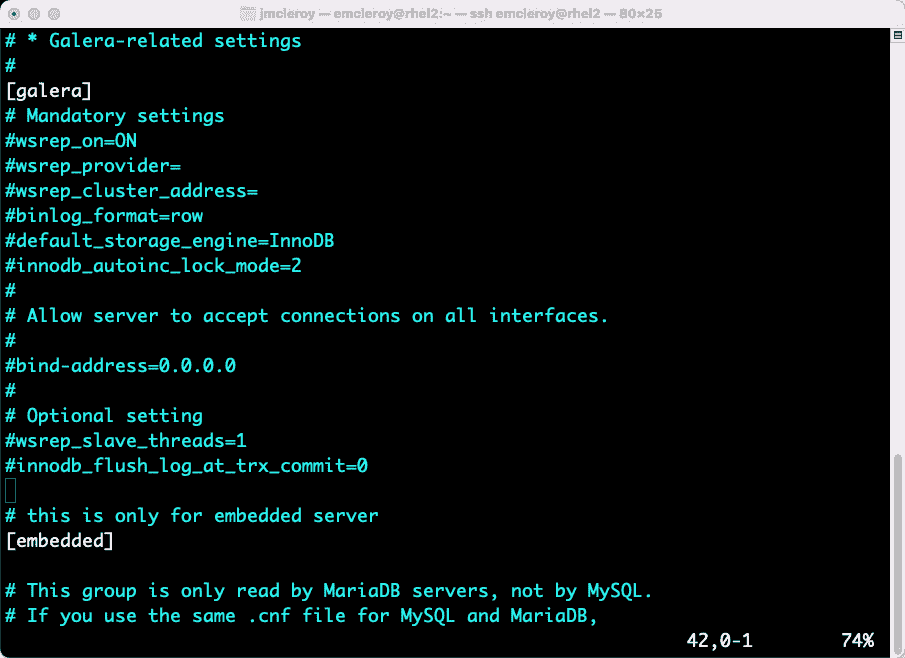 jmcleroy — emcleroy@rhel2:~ — ssh emcleroy@rhel2 — 80×25
# * Galera-related settings
#
[galera]
# Mandatory settings
#wsrep_on=ON
#wsrep_provider=
#wsrep_cluster_address=
#binlog_format=row
#default_storage_engine=InnoDB
#innodb_autoinc_lock_mode=2
#
# Allow server to accept connections on all interfaces.
#
#bind-address=0.0.0.0
#
# Optional setting
#wsrep_slave_threads=1
#innodb_flush_log_at_trx_commit=0
# this is only for embedded server
[embedded]
# This group is only read by MariaDB servers, not by MySQL.
# If you use the same .cnf file for MySQL and MariaDB,
42,0-1 74%